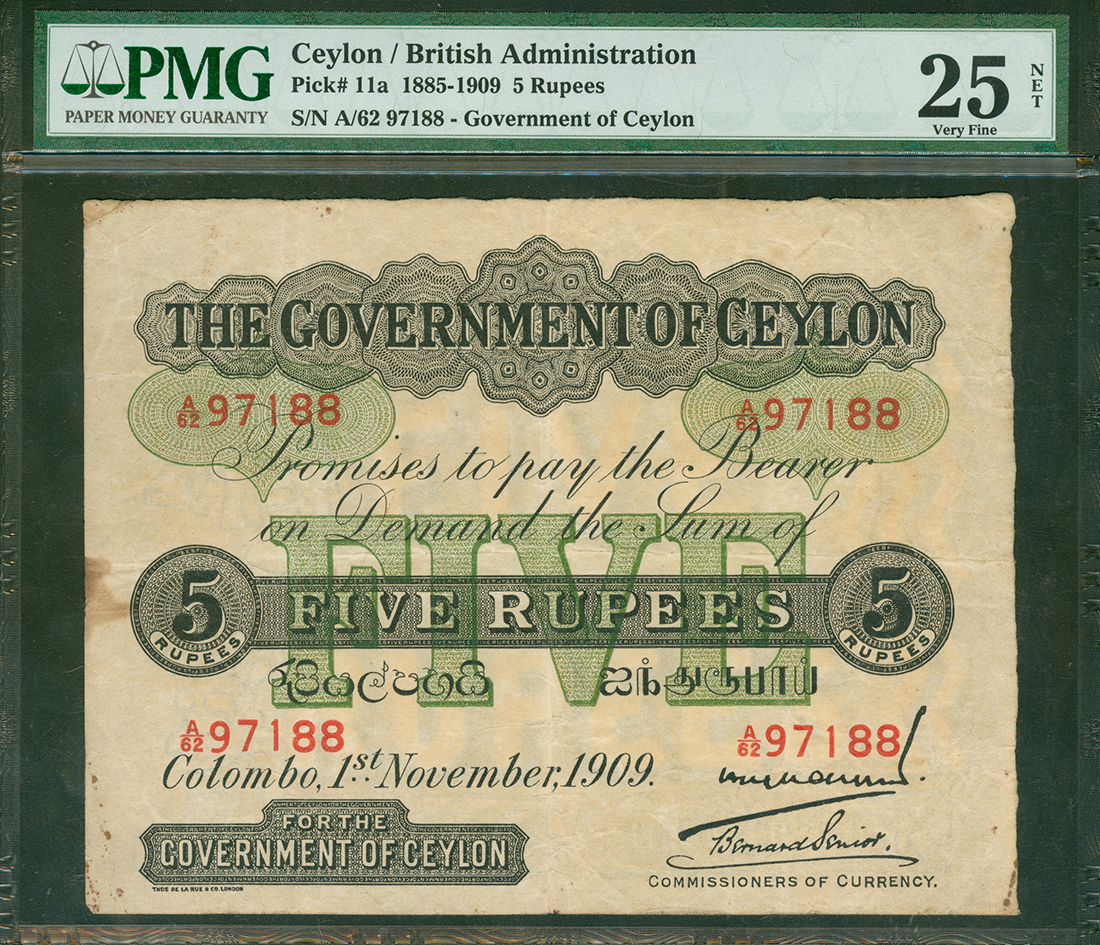 PMG
PAPER MONEY GUARANTY
Ceylon / British Administration
Pick# 11a 1885-1909 5 Rupees
S/N A/62 97188 - Government of Ceylon
25
NET
Very Fine
THE GOVERNMENT OF CEYLON
A/62 97188 A/62 97188
Promises to pay the Bearer
on Demand the Sum of
FIVE
5 RUPEES
FIVE RUPEES
5 RUPEES
රුපියල්පහයි ஐந்துரூபாய்
A/62 97188 A/62 97188
Colombo, 1st November, 1909.
Bernard Senior.
FOR THE
GOVERNMENT OF CEYLON
COMMISSIONERS OF CURRENCY.
THOS DE LA RUE & CO. LONDON